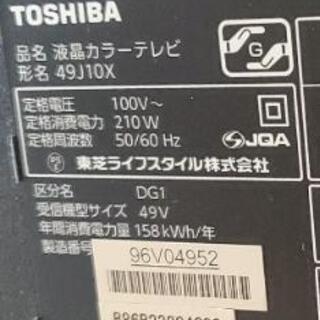 TOSHIBA
品名 液晶カラーテレビ
形名 49J10X
G
定格電圧 100V～
定格消費電力 210W
定格周波数 50/60 Hz
JQA
東芝ライフスタイル株式会社
区分名 DG1
受信機型サイズ 49V
年間消費電力量 158kWh/年
製造番号 96V04952